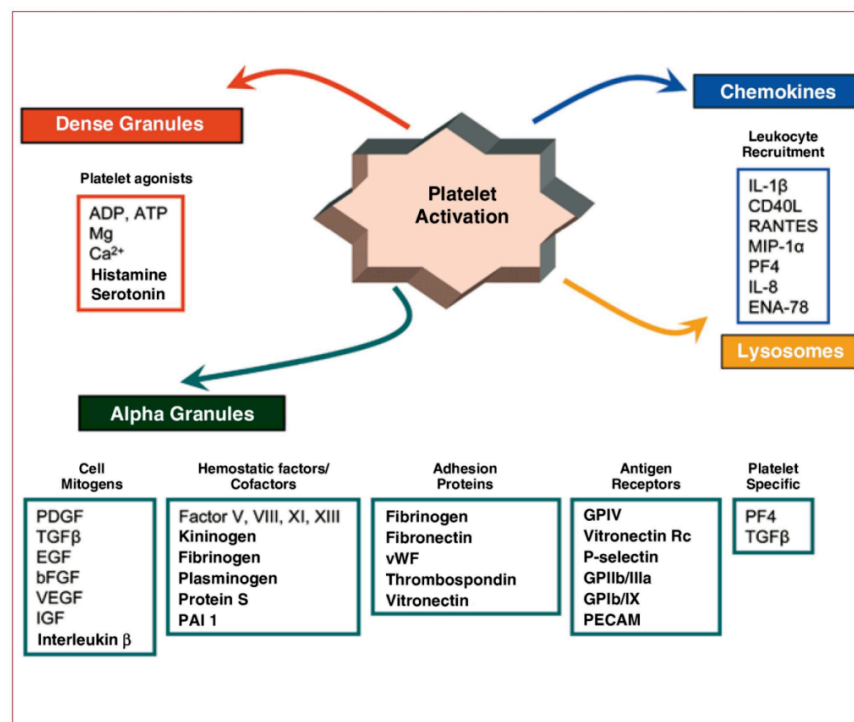 Dense Granules
Platelet agonists
ADP, ATP
Mg
Ca²⁺
Histamine
Serotonin
Platelet
Activation
Chemokines
Leukocyte
Recruitment
IL-1β
CD40L
RANTES
MIP-1α
PF4
IL-8
ENA-78
Lysosomes
Alpha Granules
Cell
Mitogens
PDGF
TGFβ
EGF
bFGF
VEGF
IGF
Interleukin β
Hemostatic factors/
Cofactors
Factor V, VIII, XI, XIII
Kininogen
Fibrinogen
Plasminogen
Protein S
PAI 1
Adhesion
Proteins
Fibrinogen
Fibronectin
vWF
Thrombospondin
Vitronectin
Antigen
Receptors
GPIV
Vitronectin Rc
P-selectin
GPIIb/IIIa
GPIb/IX
PECAM
Platelet
Specific
PF4
TGFβ